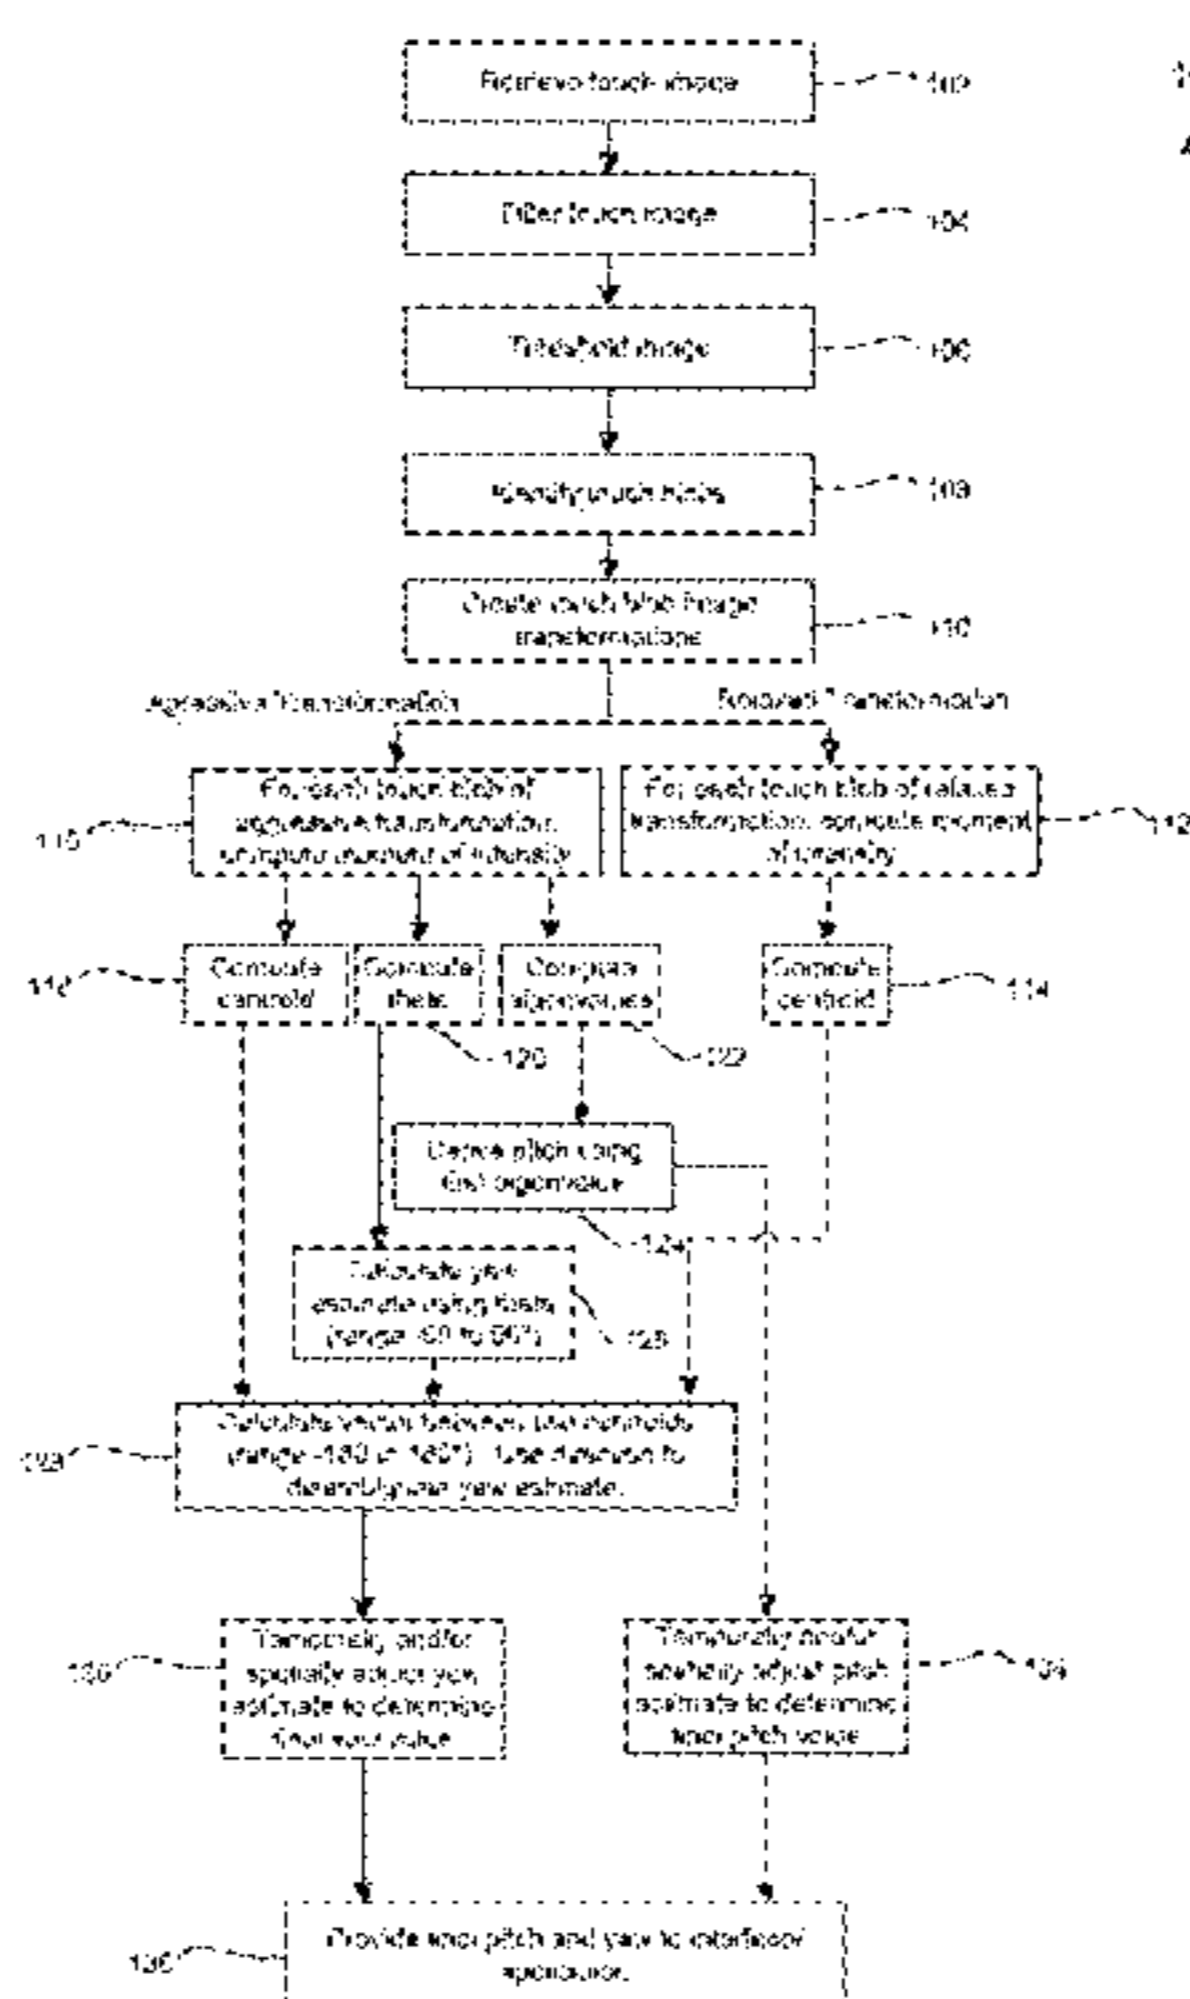 Retrieve touch image
102
Filter touch image
104
Threshold image
106
Identify touch blobs
108
Create touch blob image
transformations
110
Transformation
Relaxed Transformation
For each touch blob of
aggressive transformation,
compute moment of intensity
For each touch blob of relaxed
transformation, compute moment
of intensity
112
Compute
centroid
Compute
theta
Compute
eigenvalues
Compute
centroid
114
120
122
Derive pitch using
first eigenvalue
124
Calculate yaw
estimate using theta
(range to 90°)
Calculate vector between two centroids
(range -180 to 180°). Use direction to
yaw estimate.
Temporally and/or
spatially adjust yaw
estimate to determine
final yaw value
Temporally and/or
spatially adjust pitch
estimate to determine
final pitch value
Provide final pitch and yaw to interface/
application.